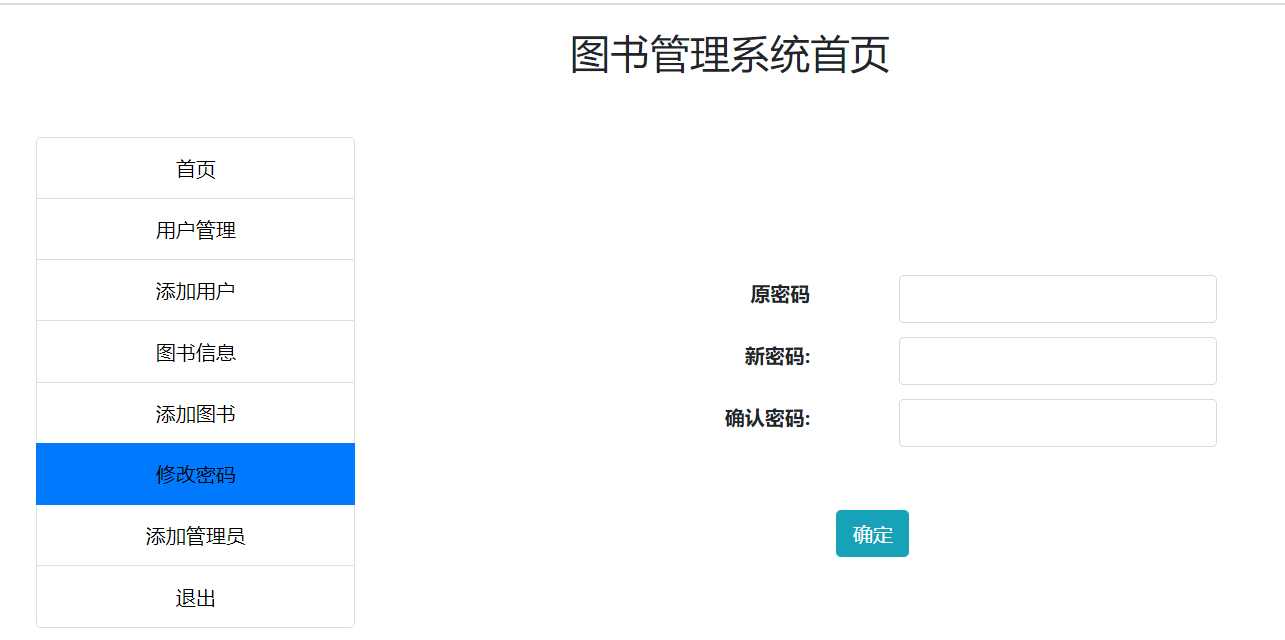 图书管理系统首页
首页
用户管理
添加用户
图书信息
添加图书
修改密码
添加管理员
退出
原密码
新密码:
确认密码:
确定